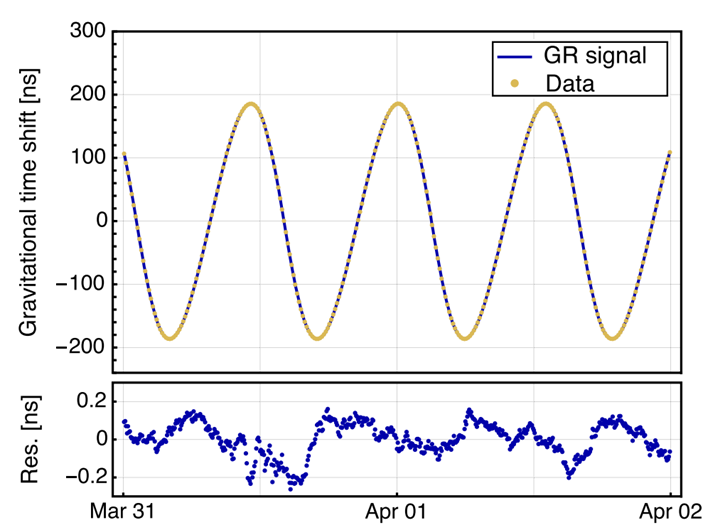 300
200
100
0
−100
−200
Gravitational time shift [ns]
GR signal
Data
0.2
0
−0.2
Res. [ns]
Mar 31
Apr 01
Apr 02